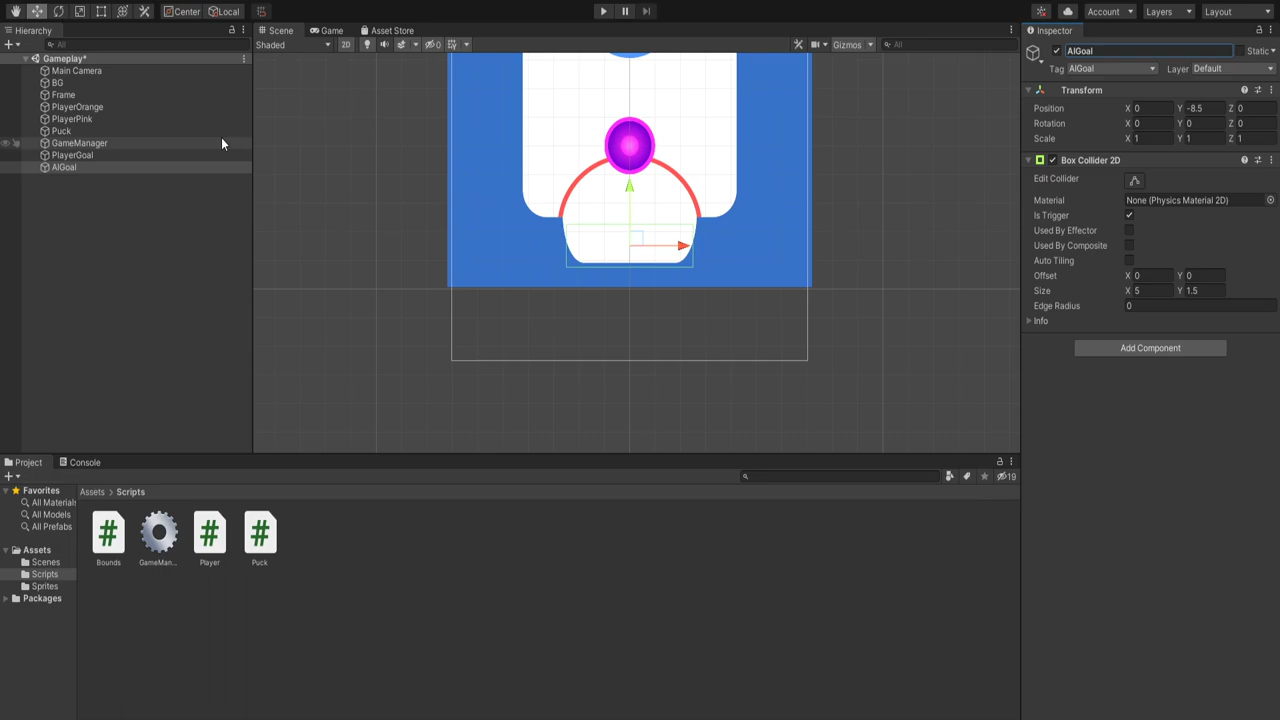 Center Local Account Layers Layout
Hierarchy
All
Gameplay*
Main Camera
BG
Frame
PlayerOrange
PlayerPink
Puck
GameManager
PlayerGoal
AIGoal
Scene Game Asset Store
Shaded 2D 0 Gizmos All
Inspector
AIGoal Static
Tag AIGoal Layer Default
Transform
Position X 0 Y -8.5 Z 0
Rotation X 0 Y 0 Z 0
Scale X 1 Y 1 Z 1
Box Collider 2D
Edit Collider
Material None (Physics Material 2D)
Is Trigger
Used By Effector
Used By Composite
Auto Tiling
Offset X 0 Y 0
Size X 5 Y 1.5
Edge Radius 0
Info
Add Component
Project Console
19
Favorites
All Materials
All Models
All Prefabs
Assets
Scenes
Scripts
Sprites
Packages
Assets > Scripts
Bounds GameMan... Player Puck